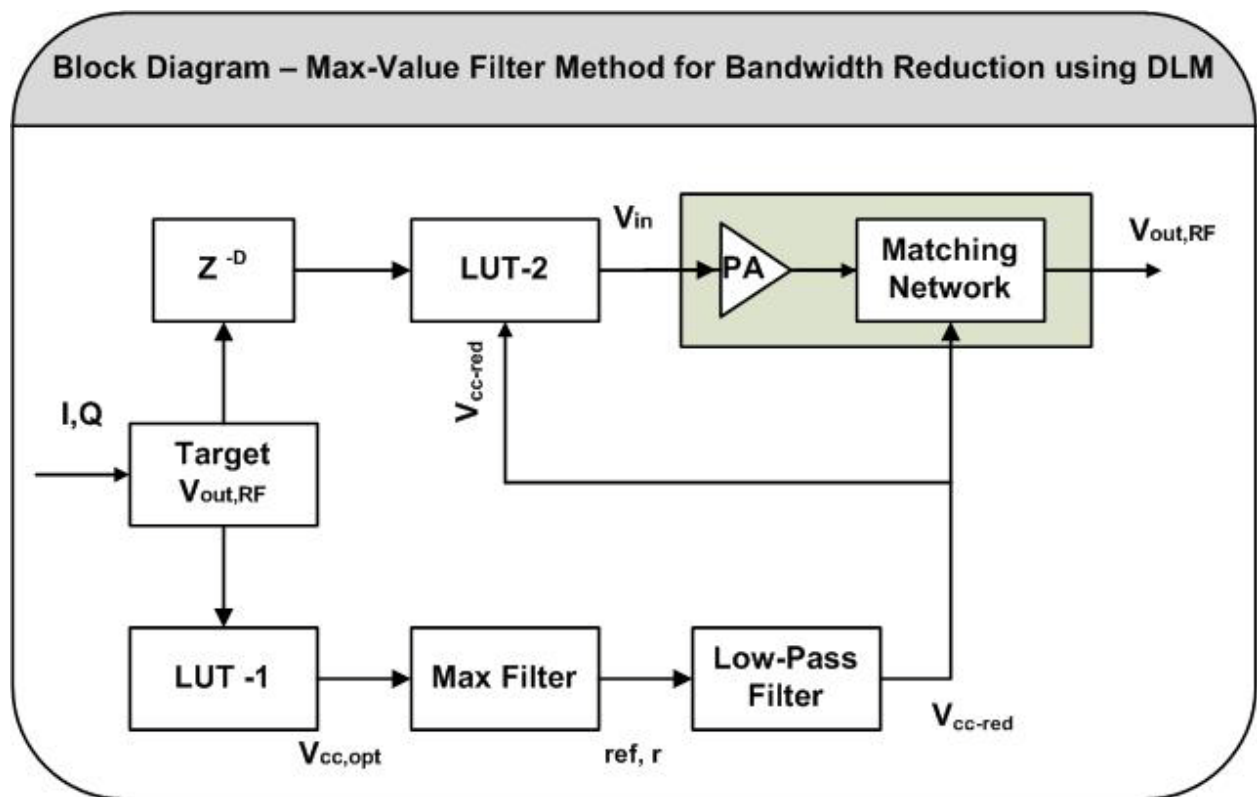 Block Diagram – Max-Value Filter Method for Bandwidth Reduction using DLM
Z -D
LUT-2
Vin
PA
Matching
Network
Vout,RF
Vcc-red
I,Q
Target
Vout,RF
LUT -1
Vcc,opt
Max Filter
ref, r
Low-Pass
Filter
Vcc-red